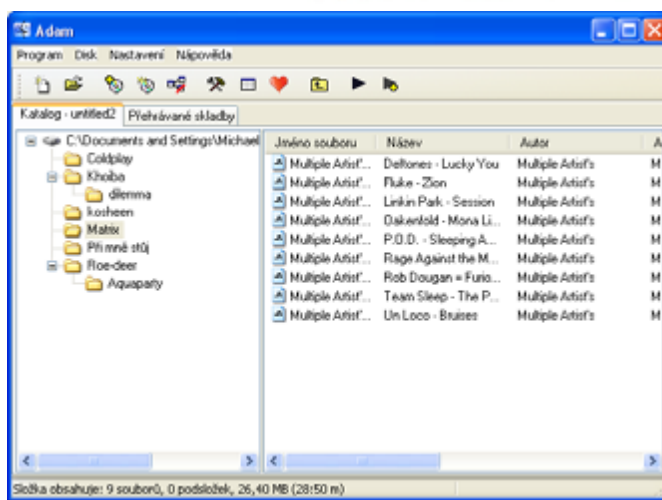 Adam
Program Disk Nastavení Nápověda
Katalog - untitled2 Přehrávané skladby
C:\Documents and Settings\Michael
Coldplay
Khoiba
dilemma
kosheen
Matrix
Při mně stůj
Roe-deer
Aquaparty
Jméno souboru Název Autor A
Multiple Artist'... Deftones - Lucky You Multiple Artist's M
Multiple Artist'... Fluke - Zion Multiple Artist's M
Multiple Artist'... Linkin Park - Session Multiple Artist's M
Multiple Artist'... Oakenfold - Mona Li... Multiple Artist's M
Multiple Artist'... P.O.D. - Sleeping A... Multiple Artist's M
Multiple Artist'... Rage Against the M... Multiple Artist's M
Multiple Artist'... Rob Dougan = Furio... Multiple Artist's M
Multiple Artist'... Team Sleep - The P... Multiple Artist's M
Multiple Artist'... Un Loco - Bruises Multiple Artist's M
Složka obsahuje: 9 souborů, 0 podsložek, 26,40 MB (28:50 m)